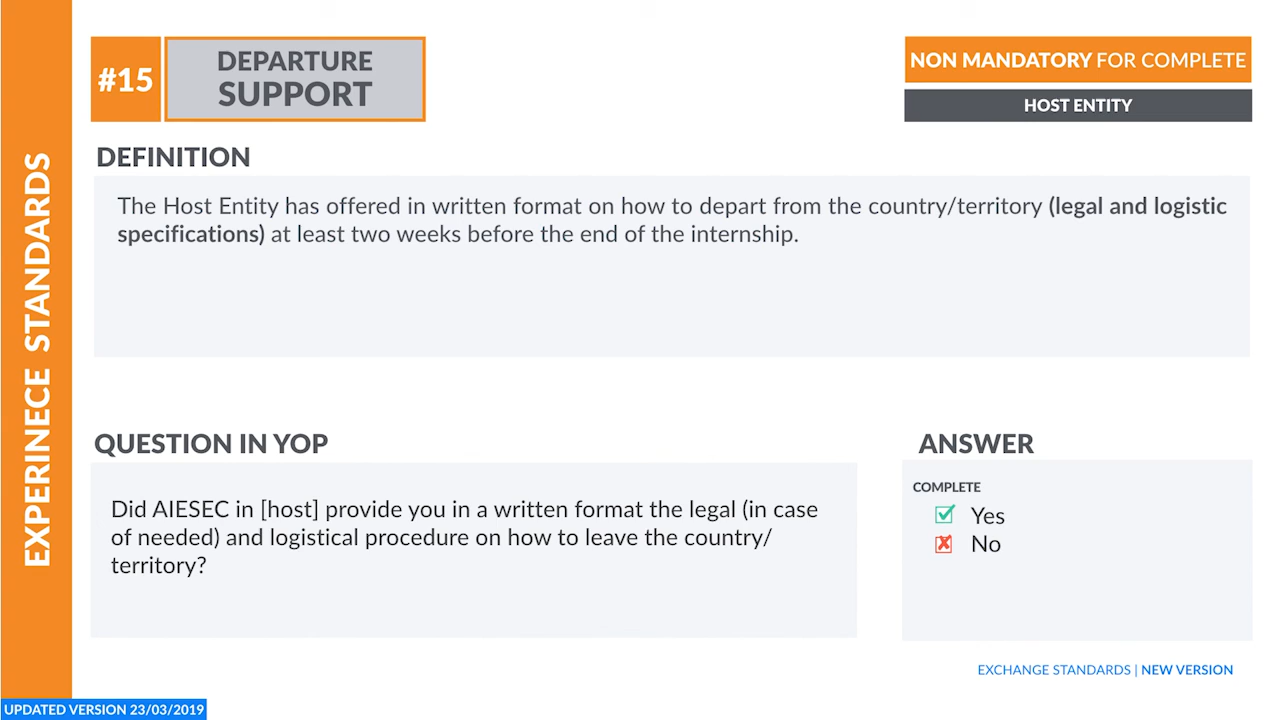 EXPERINECE STANDARDS
#15
DEPARTURE
SUPPORT
NON MANDATORY FOR COMPLETE
HOST ENTITY
DEFINITION
The Host Entity has offered in written format on how to depart from the country/territory (legal and logistic
specifications) at least two weeks before the end of the internship.
QUESTION IN YOP
Did AIESEC in [host] provide you in a written format the legal (in case
of needed) and logistical procedure on how to leave the country/
territory?
ANSWER
COMPLETE
Yes
No
EXCHANGE STANDARDS | NEW VERSION
UPDATED VERSION 23/03/2019